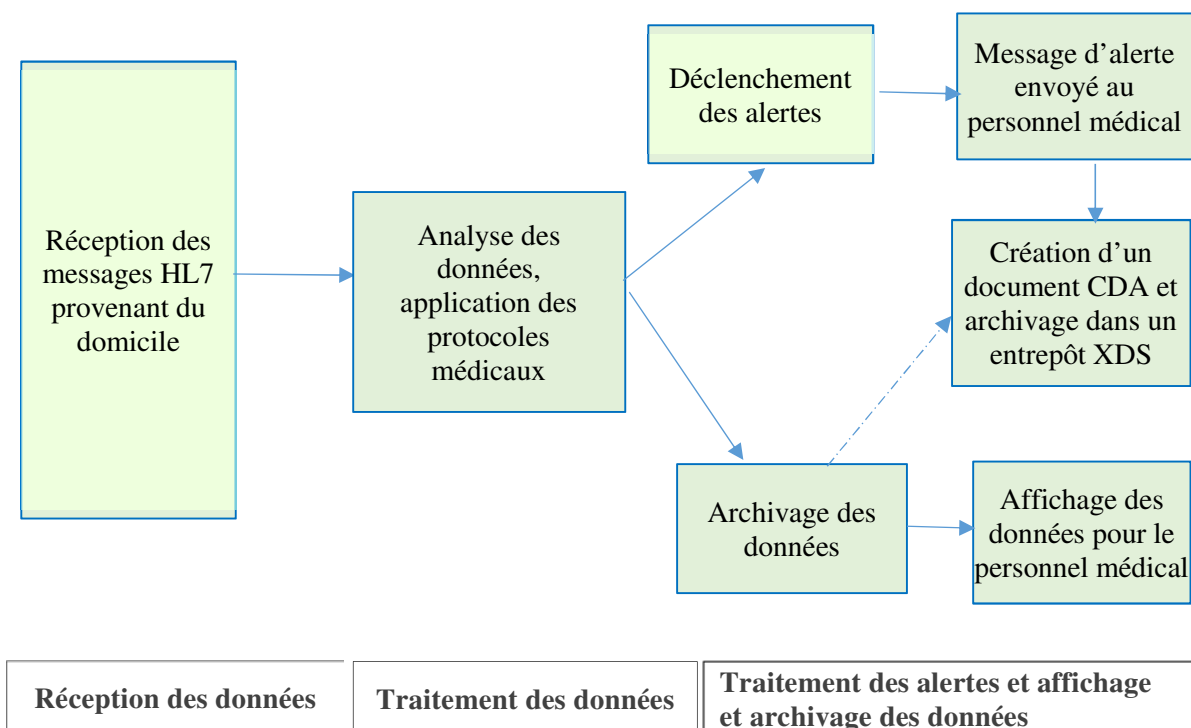 Réception des
messages HL7
provenant du
domicile
Analyse des
données,
application des
protocoles
médicaux
Déclenchement
des alertes
Message d’alerte
envoyé au
personnel médical
Création d’un
document CDA et
archivage dans un
entrepôt XDS
Archivage des
données
Affichage des
données pour le
personnel médical
Réception des données
Traitement des données
Traitement des alertes et affichage
et archivage des données